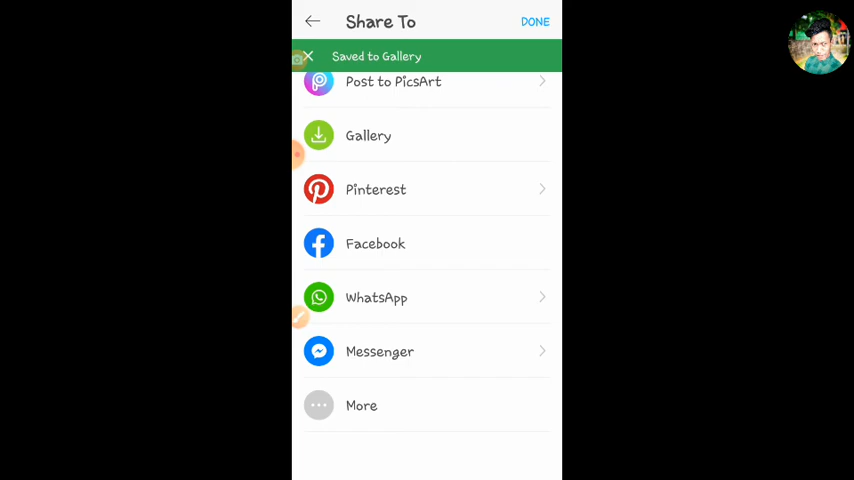 Share To
DONE
Saved to Gallery
Post to PicsArt
Gallery
Pinterest
Facebook
WhatsApp
Messenger
More